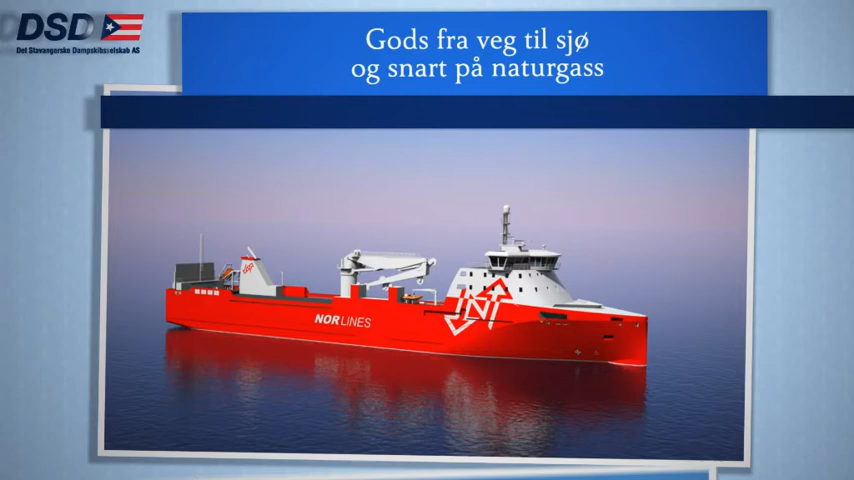 DSD
Det Stavangerske Dampskibsselskab AS
Gods fra veg til sjø
og snart på naturgass
NOR LINES